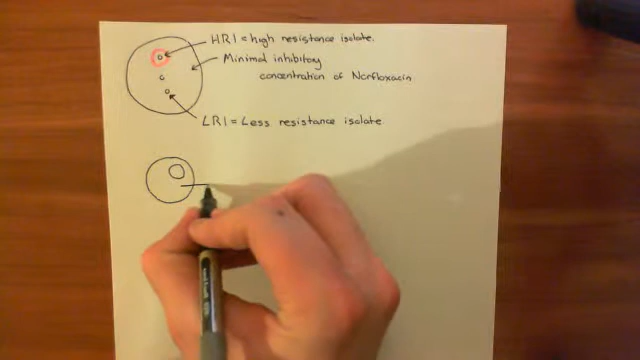 HRI = high resistance isolate.
Minimal inhibitory
concentration of Norfloxacin
LRI = Less resistance isolate.